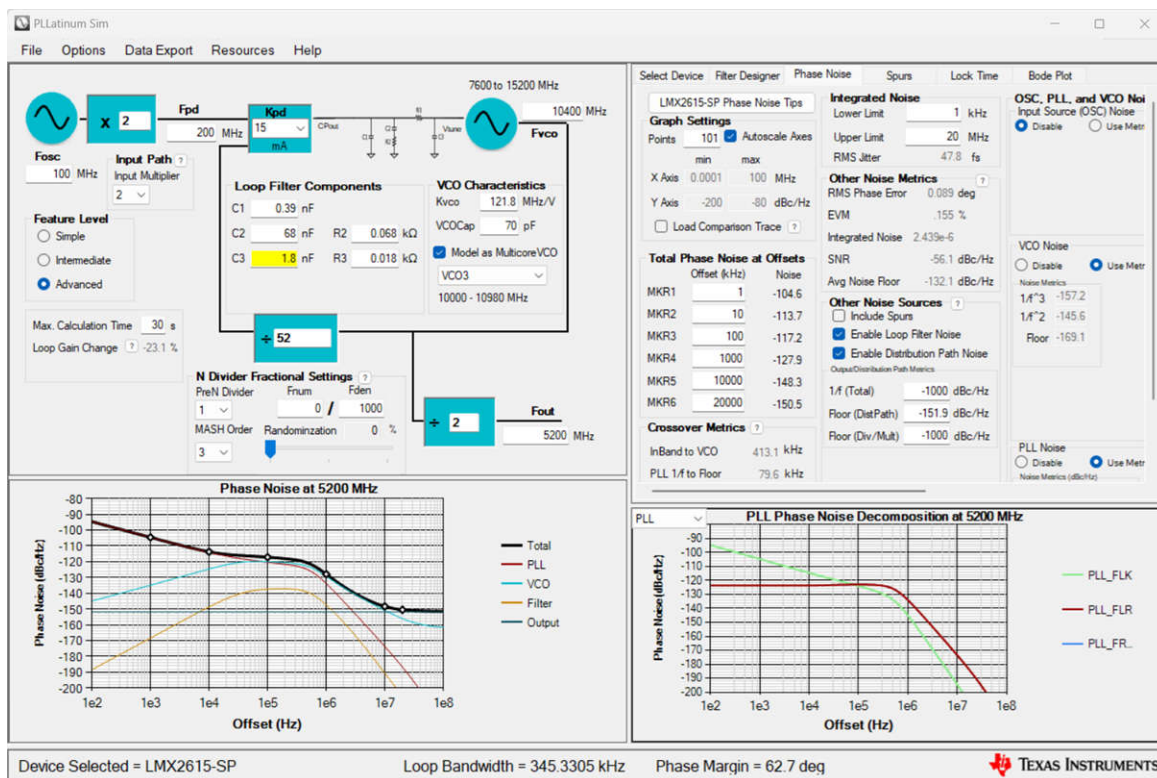 PLLatinum Sim
File Options Data Export Resources Help
7600 to 15200 MHz
x 2
Fpd
200 MHz
Kpd
15
mA
CPout
R3
C1
C2
R2
C3
Vtune
10400 MHz
Fvco
Fosc
100 MHz
Input Path ?
Input Multiplier
2
Feature Level
Simple
Intermediate
Advanced
Loop Filter Components
C1 0.39 nF
C2 68 nF R2 0.068 kΩ
C3 1.8 nF R3 0.018 kΩ
VCO Characteristics
Kvco 121.8 MHz/V
VCOCap 70 pF
Model as MulticoreVCO
VCO3
10000 - 10980 MHz
Max. Calculation Time 30 s
Loop Gain Change ? -23.1 %
÷ 52
N Divider Fractional Settings ?
PreN Divider Fnum Fden
1 0 / 1000
MASH Order Randominzation 0 %
3
÷ 2
Fout
5200 MHz
Select Device Filter Designer Phase Noise Spurs Lock Time Bode Plot
LMX2615-SP Phase Noise Tips
Graph Settings
Points 101 Autoscale Axes
min max
X Axis 0.0001 100 MHz
Y Axis -200 -80 dBc/Hz
Load Comparison Trace ?
Total Phase Noise at Offsets
Offset (kHz) Noise
MKR1 1 -104.6
MKR2 10 -113.7
MKR3 100 -117.2
MKR4 1000 -127.9
MKR5 10000 -148.3
MKR6 20000 -150.5
Crossover Metrics ?
InBand to VCO 413.1 kHz
PLL 1/f to Floor 79.6 kHz
Integrated Noise
Lower Limit 1 kHz
Upper Limit 20 MHz
RMS Jitter 47.8 fs
Other Noise Metrics ?
RMS Phase Error 0.089 deg
EVM .155 %
Integrated Noise 2.439e-6
SNR -56.1 dBc/Hz
Avg Noise Floor -132.1 dBc/Hz
Other Noise Sources ?
Include Spurs
Enable Loop Filter Noise
Enable Distribution Path Noise
Output/Distribution Path Metrics
1/f (Total) -1000 dBc/Hz
Floor (DistPath) -151.9 dBc/Hz
Floor (Div/Mult) -1000 dBc/Hz
OSC, PLL, and VCO Noi
Input Source (OSC) Noise
Disable Use Metr
VCO Noise
Disable Use Metr
Noise Metrics
1/f^3 -157.2
1/f^2 -145.6
Floor -169.1
PLL Noise
Disable Use Metr
Noise Metrics (dBc/Hz)
Phase Noise at 5200 MHz
Phase Noise (dBc/Hz)
-80
-90
-100
-110
-120
-130
-140
-150
-160
-170
-180
-190
-200
1e2 1e3 1e4 1e5 1e6 1e7 1e8
Offset (Hz)
Total
PLL
VCO
Filter
Output
PLL
PLL Phase Noise Decomposition at 5200 MHz
Phase Noise (dBc/Hz)
-90
-100
-110
-120
-130
-140
-150
-160
-170
-180
-190
-200
1e2 1e3 1e4 1e5 1e6 1e7 1e8
Offset (Hz)
PLL_FLK
PLL_FLR
PLL_FR...
Device Selected = LMX2615-SP Loop Bandwidth = 345.3305 kHz Phase Margin = 62.7 deg TEXAS INSTRUMENTS